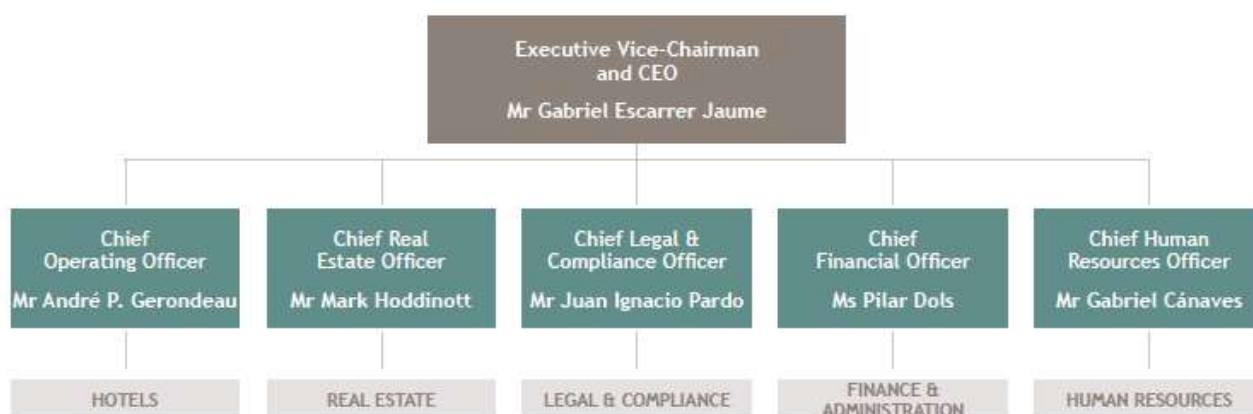 Executive Vice-Chairman
and CEO
Mr Gabriel Escarrer Jaume
Chief
Operating Officer
Mr André P. Gerondeau
Chief Real
Estate Officer
Mr Mark Hoddinott
Chief Legal &
Compliance Officer
Mr Juan Ignacio Pardo
Chief
Financial Officer
Ms Pilar Dols
Chief Human
Resources Officer
Mr Gabriel Cánaves
HOTELS
REAL ESTATE
LEGAL & COMPLIANCE
FINANCE &
ADMINISTRATION
HUMAN RESOURCES